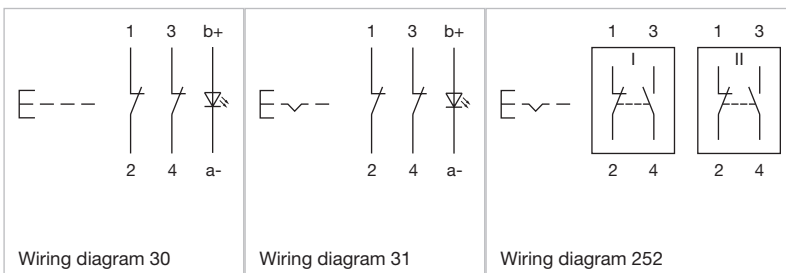 1 3 b+
2 4 a-
Wiring diagram 30
1 3 b+
2 4 a-
Wiring diagram 31
1 3 1 3
I II
2 4 2 4
Wiring diagram 252